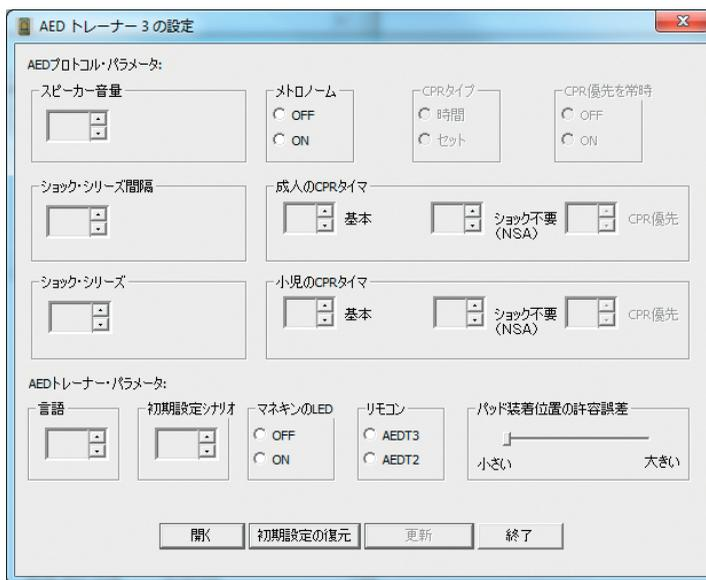 AED トレーナー 3 の設定
AEDプロトコル・パラメータ:
スピーカー音量
メトロノーム
OFF
ON
CPRタイプ
時間
セット
CPR優先を常時
OFF
ON
ショック・シリーズ間隔
成人のCPRタイマ
基本
ショック不要
(NSA)
CPR優先
ショック・シリーズ
小児のCPRタイマ
基本
ショック不要
(NSA)
CPR優先
AEDトレーナー・パラメータ:
言語
初期設定シナリオ
マネキンのLED
OFF
ON
リモコン
AEDT3
AEDT2
パッド装着位置の許容誤差
小さい 大きい
開く 初期設定の復元 更新 終了